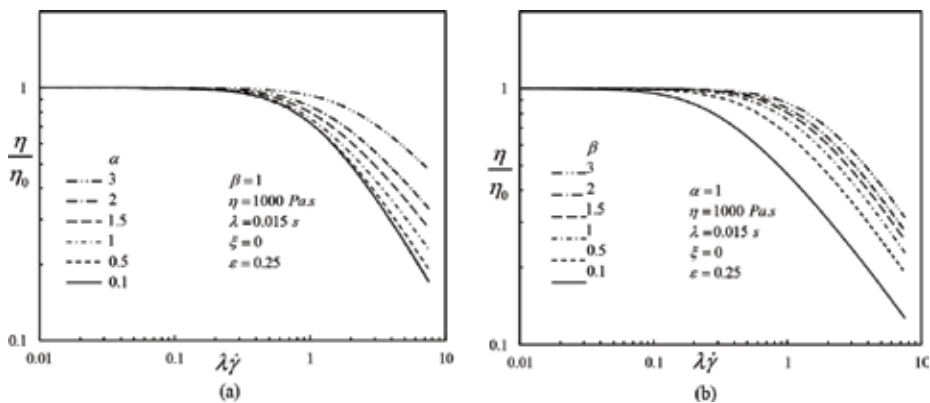 1
η
η₀
α
3
2
1.5
1
0.5
0.1
β = 1
η = 1000 Pa.s
λ = 0.015 s
ξ = 0
ε = 0.25
0.1
0.01 0.1 1 10
λγ̇
(a)
1
η
η₀
β
3
2
1.5
1
0.5
0.1
α = 1
η = 1000 Pa.s
λ = 0.015 s
ξ = 0
ε = 0.25
0.1
0.01 0.1 1 10
λγ̇
(b)